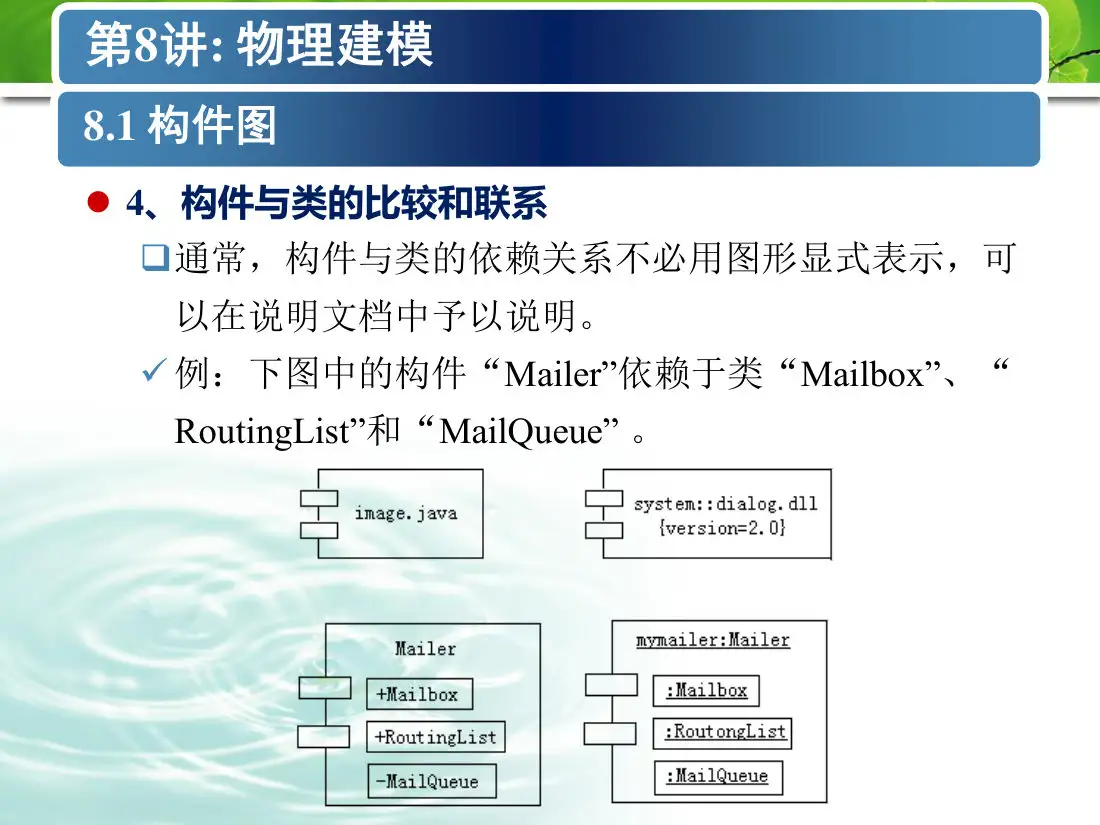 第8讲: 物理建模
8.1 构件图
4、构件与类的比较和联系
通常，构件与类的依赖关系不必用图形显式表示，可
以在说明文档中予以说明。
例：下图中的构件“Mailer”依赖于类“Mailbox”、“
RoutingList”和“MailQueue” 。
image.java
system::dialog.dll
{version=2.0}
Mailer
+Mailbox
+RoutingList
-MailQueue
mymailer:Mailer
:Mailbox
:RoutongList
:MailQueue